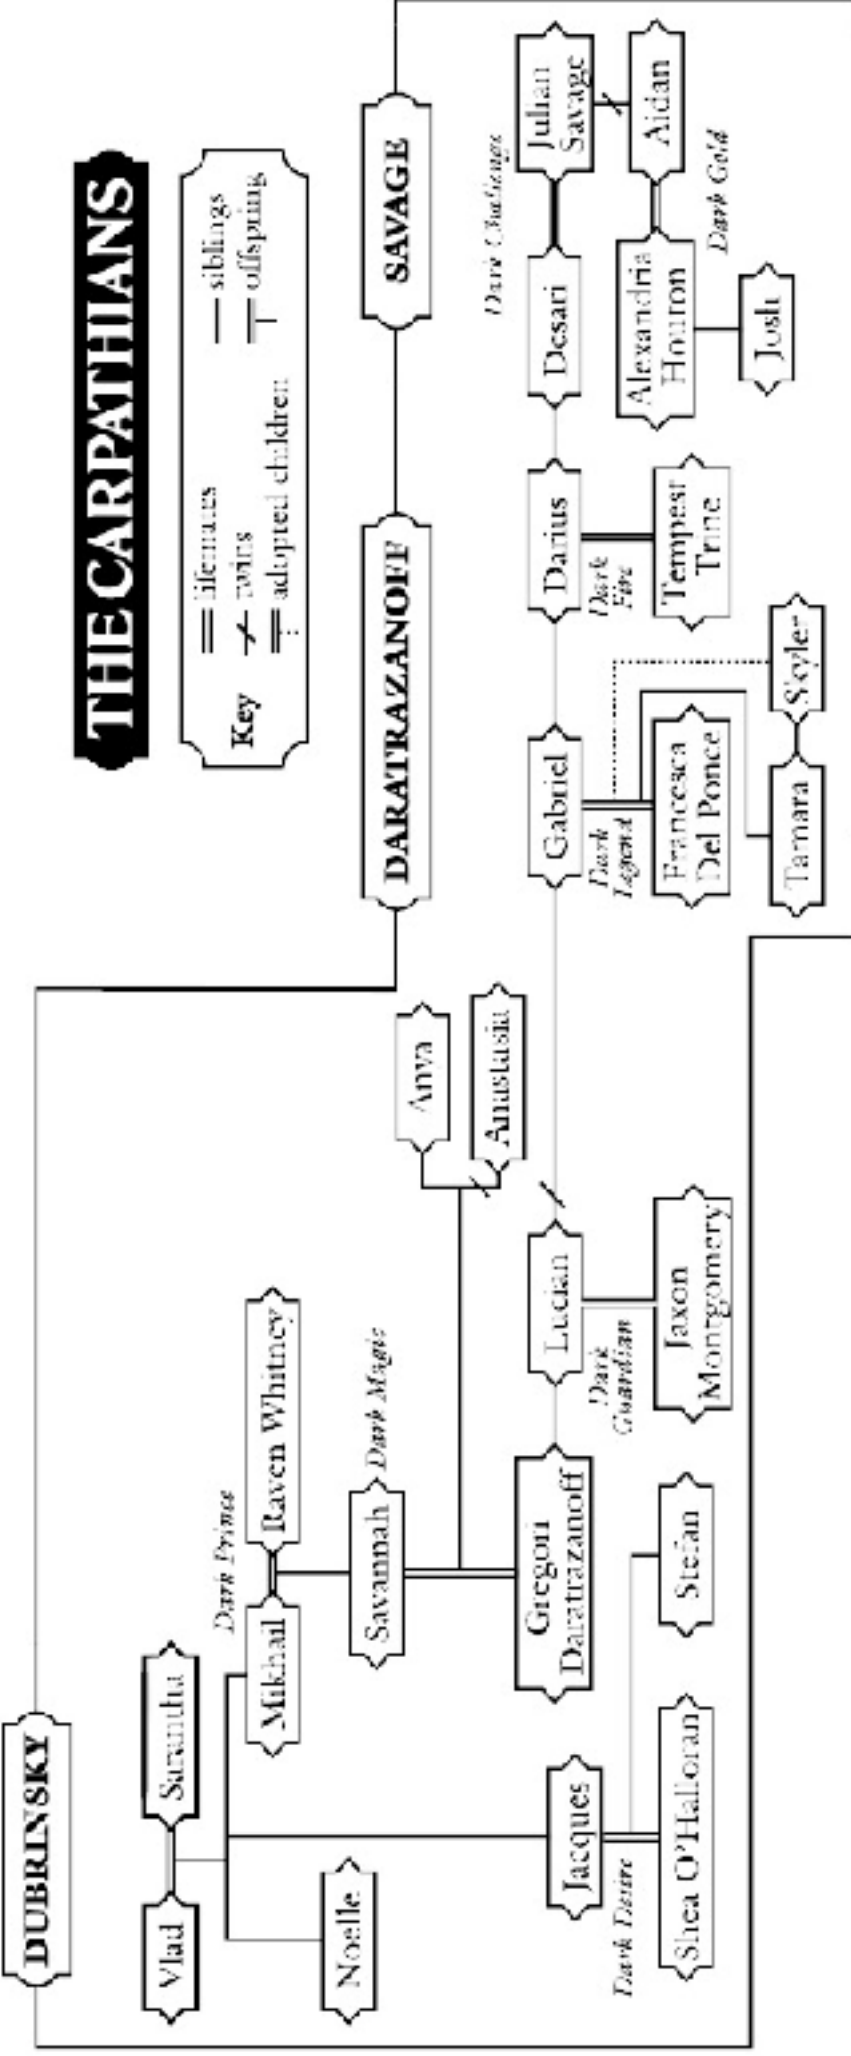 THE CARPATHIANS
Key
lifemates
twins
adopted children
siblings
offspring
DUBRINSKY
DARATRAZANOFF
SAVAGE
Vlad
Sarantha
Noelle
Dark Prince
Mikhail
Raven Whitney
Savannah
Dark Magic
Anya
Anastasia
Jacques
Dark Desire
Shea O'Halloran
Stefan
Gregori
Daratrazanoff
Lucian
Dark
Guardian
Jaxon
Montgomery
Gabriel
Dark
Legend
Francesca
Del Ponce
Tamara
Skyler
Darius
Dark
Fire
Tempest
Trine
Desari
Dark Challenge
Julian
Savage
Aidan
Dark Gold
Alexandria
Houton
Josh